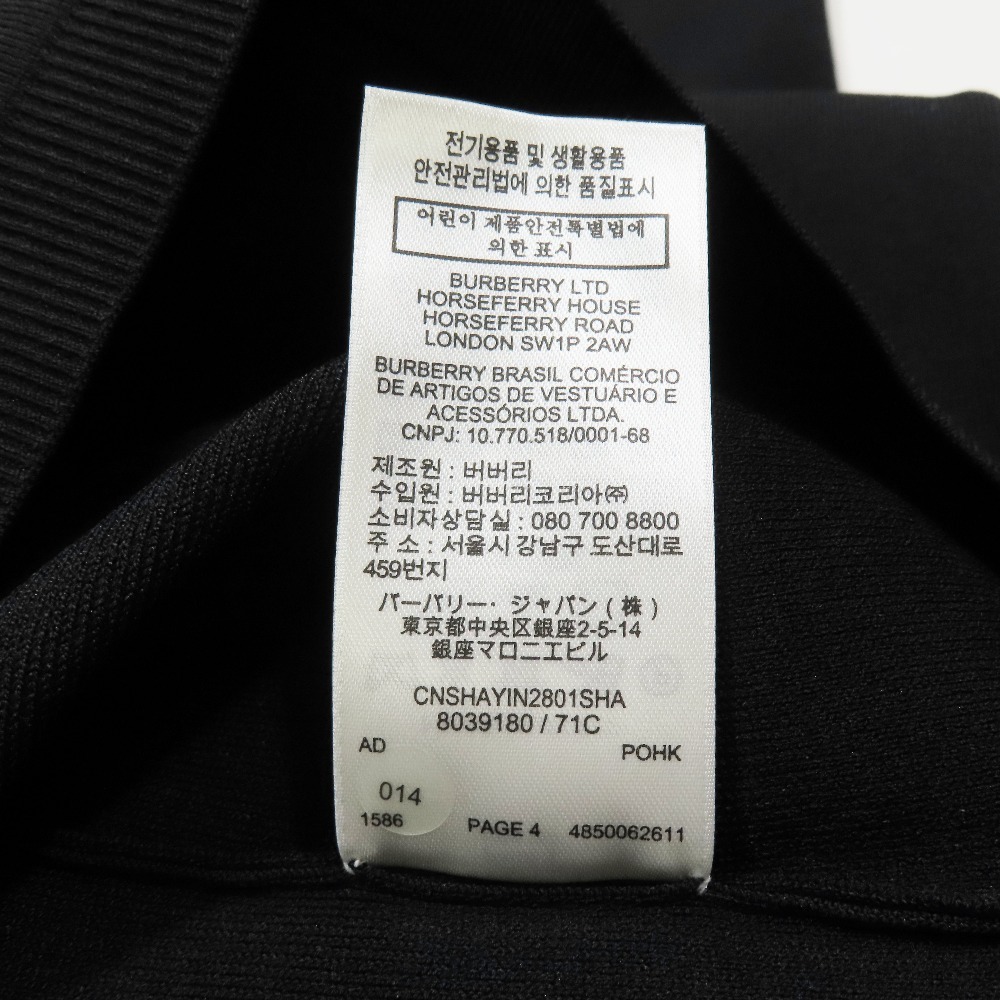 전기용품 및 생활용품
안전관리법에 의한 품질표시
어린이 제품안전특별법에
의한 표시
BURBERRY LTD
HORSEFERRY HOUSE
HORSEFERRY ROAD
LONDON SW1P 2AW
BURBERRY BRASIL COMÉRCIO
DE ARTIGOS DE VESTUÁRIO E
ACESSÓRIOS LTDA.
CNPJ: 10.770.518/0001-68
제조원 : 버버리
수입원 : 버버리코리아㈜
소비자상담실 : 080 700 8800
주 소 : 서울시 강남구 도산대로
459번지
バーバリー・ジャパン ( 株 )
東京都中央区銀座2-5-14
銀座マロニエビル
CNSHAYIN2801SHA
8039180 / 71C
AD POHK
014
1586 PAGE 4 4850062611